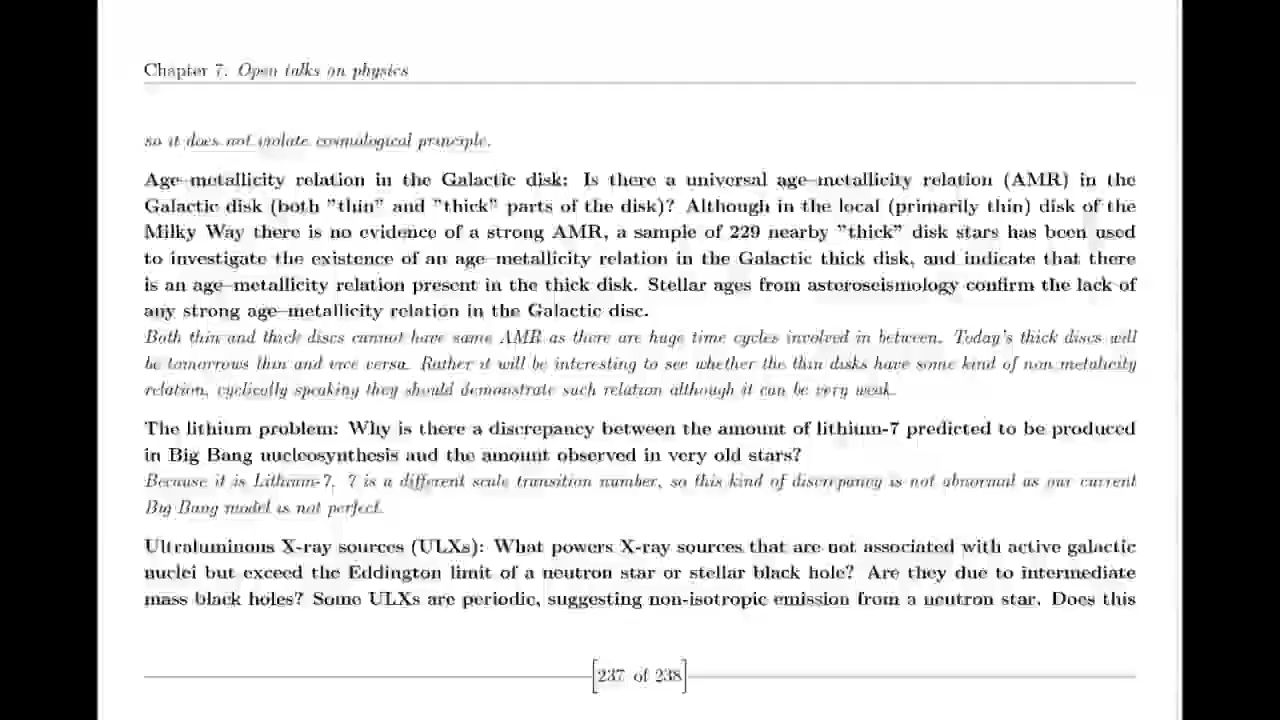 Chapter 7. Open talks on physics
so it does not violate cosmological principle.
Age–metallicity relation in the Galactic disk: Is there a universal age–metallicity relation (AMR) in the
Galactic disk (both "thin" and "thick" parts of the disk)? Although in the local (primarily thin) disk of the
Milky Way there is no evidence of a strong AMR, a sample of 229 nearby "thick" disk stars has been used
to investigate the existence of an age–metallicity relation in the Galactic thick disk, and indicate that there
is an age–metallicity relation present in the thick disk. Stellar ages from asteroseismology confirm the lack of
any strong age–metallicity relation in the Galactic disc.
Both thin and thick discs cannot have same AMR as there are huge time cycles involved in between. Today's thick discs will
be tomorrows thin and vice versa. Rather it will be interesting to see whether the thin disks have some kind of non metalicity
relation, cyclically speaking they should demonstrate such relation although it can be very weak.
The lithium problem: Why is there a discrepancy between the amount of lithium-7 predicted to be produced
in Big Bang nucleosynthesis and the amount observed in very old stars?
Because it is Lithium-7, 7 is a different scale transition number, so this kind of discrepancy is not abnormal as our current
Big Bang model is not perfect.
Ultraluminous X-ray sources (ULXs): What powers X-ray sources that are not associated with active galactic
nuclei but exceed the Eddington limit of a neutron star or stellar black hole? Are they due to intermediate
mass black holes? Some ULXs are periodic, suggesting non-isotropic emission from a neutron star. Does this
[237 of 238]